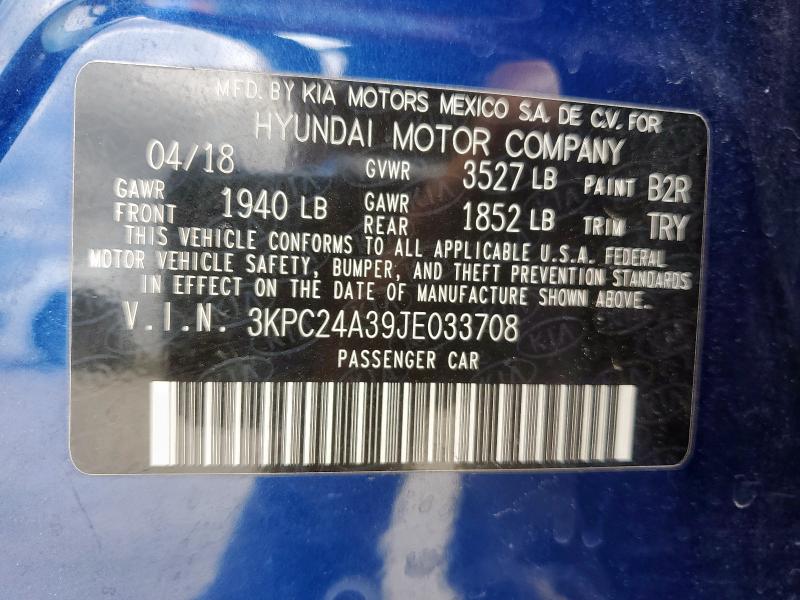 MFD. BY KIA MOTORS MEXICO S.A. DE C.V. FOR
HYUNDAI MOTOR COMPANY
04/18 GVWR 3527 LB PAINT B2R
GAWR FRONT 1940 LB GAWR REAR 1852 LB TRIM TRY
THIS VEHICLE CONFORMS TO ALL APPLICABLE U.S.A. FEDERAL
MOTOR VEHICLE SAFETY, BUMPER, AND THEFT PREVENTION STANDARDS
IN EFFECT ON THE DATE OF MANUFACTURE SHOWN ABOVE.
V.I.N. 3KPC24A39JE033708
PASSENGER CAR